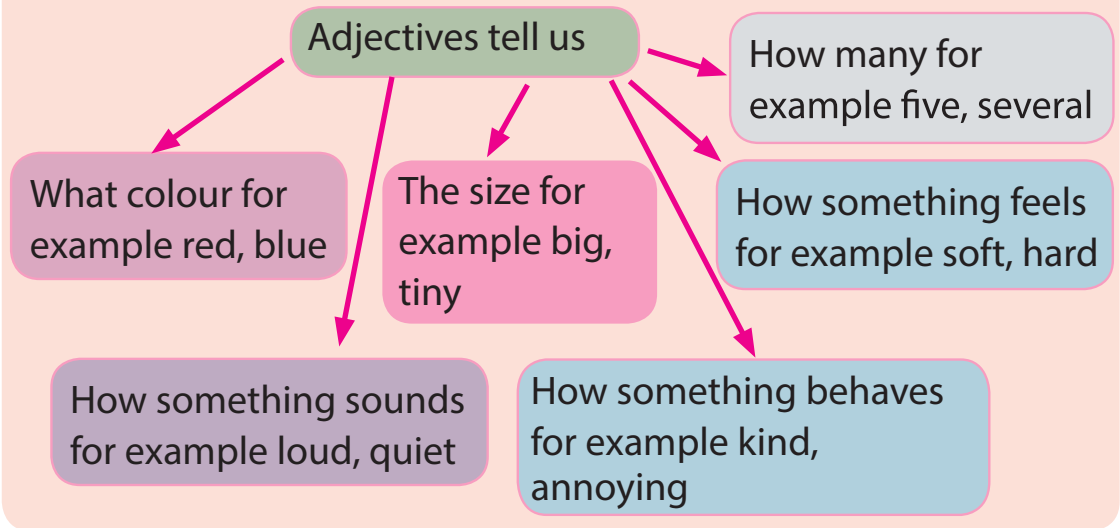 Adjectives tell us
How many for
example five, several
What colour for
example red, blue
The size for
example big,
tiny
How something feels
for example soft, hard
How something sounds
for example loud, quiet
How something behaves
for example kind,
annoying